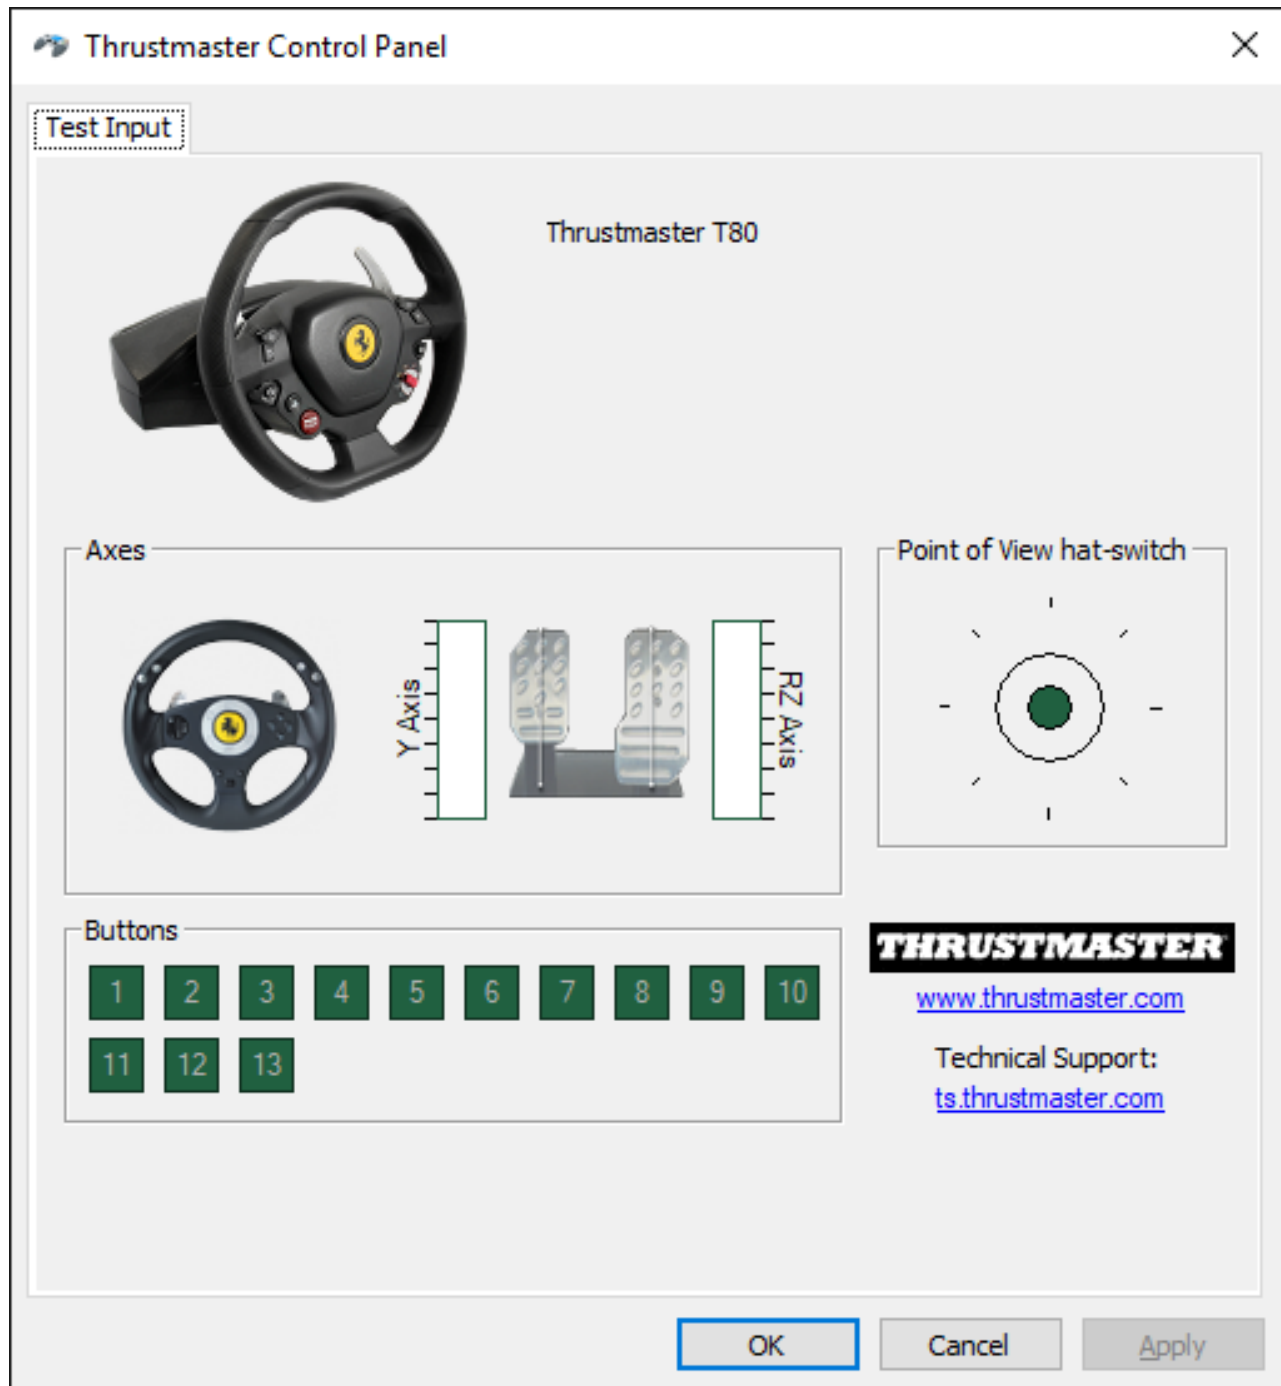 Thrustmaster Control Panel
Test Input
Thrustmaster T80
Axes
Y Axis
RZ Axis
Point of View hat-switch
Buttons
1 2 3 4 5 6 7 8 9 10
11 12 13
THRUSTMASTER
www.thrustmaster.com
Technical Support:
ts.thrustmaster.com
OK Cancel Apply